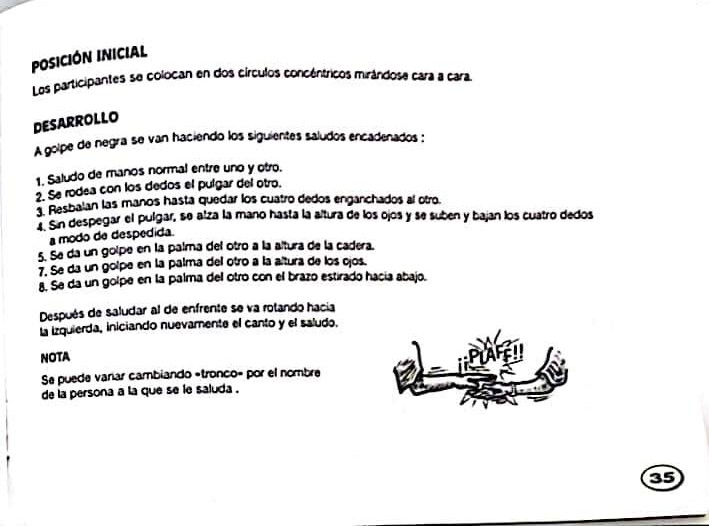 POSICIÓN INICIAL
Los participantes se colocan en dos círculos concéntricos mirándose cara a cara.
DESARROLLO
A golpe de negra se van haciendo los siguientes saludos encadenados :
1. Saludo de manos normal entre uno y otro.
2. Se rodea con los dedos el pulgar del otro.
3. Resbalan las manos hasta quedar los cuatro dedos enganchados al otro.
4. Sin despegar el pulgar, se alza la mano hasta la altura de los ojos y se suben y bajan los cuatro dedos
a modo de despedida.
5. Se da un golpe en la palma del otro a la altura de la cadera.
7. Se da un golpe en la palma del otro a la altura de los ojos.
8. Se da un golpe en la palma del otro con el brazo estirado hacia abajo.
Después de saludar al de enfrente se va rotando hacia
la izquierda, iniciando nuevamente el canto y el saludo.
NOTA
Se puede variar cambiando «tronco» por el nombre
de la persona a la que se le saluda .
¡¡PLAFF!!
35